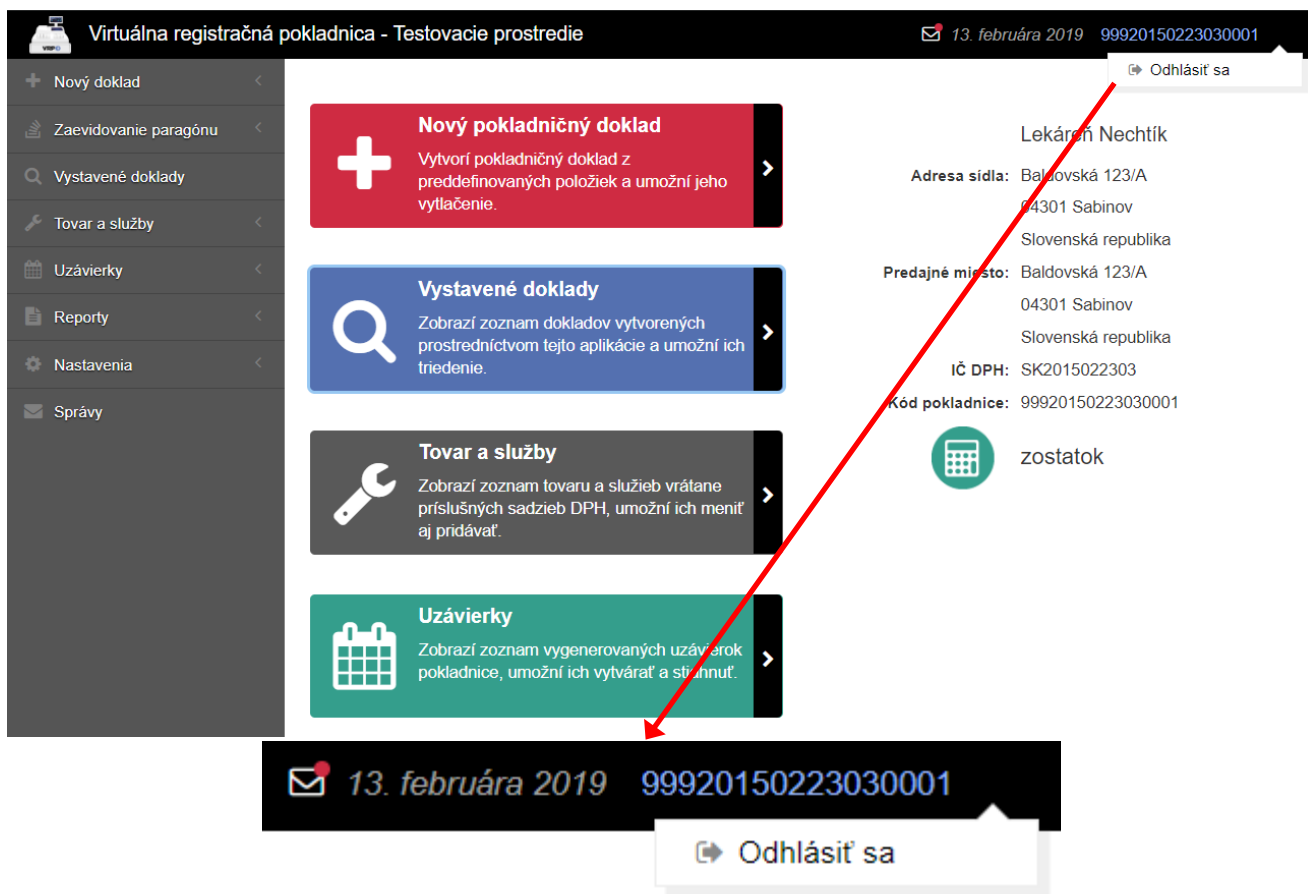 Virtuálna registračná pokladnica - Testovacie prostredie
13. februára 2019 99920150223030001
Odhlásiť sa
Nový doklad
Zaevidovanie paragónu
Vystavené doklady
Tovar a služby
Uzávierky
Reporty
Nastavenia
Správy
Nový pokladničný doklad
Vytvorí pokladničný doklad z
preddefinovaných položiek a umožní jeho
vytlačenie.
Vystavené doklady
Zobrazí zoznam dokladov vytvorených
prostredníctvom tejto aplikácie a umožní ich
triedenie.
Tovar a služby
Zobrazí zoznam tovaru a služieb vrátane
príslušných sadzieb DPH, umožní ich meniť
aj pridávať.
Uzávierky
Zobrazí zoznam vygenerovaných uzávierok
pokladnice, umožní ich vytvárať a stiahnuť.
Lekáreň Nechtík
Adresa sídla: Baldovská 123/A
04301 Sabinov
Slovenská republika
Predajné miesto: Baldovská 123/A
04301 Sabinov
Slovenská republika
IČ DPH: SK2015022303
Kód pokladnice: 99920150223030001
zostatok
13. februára 2019 99920150223030001
Odhlásiť sa